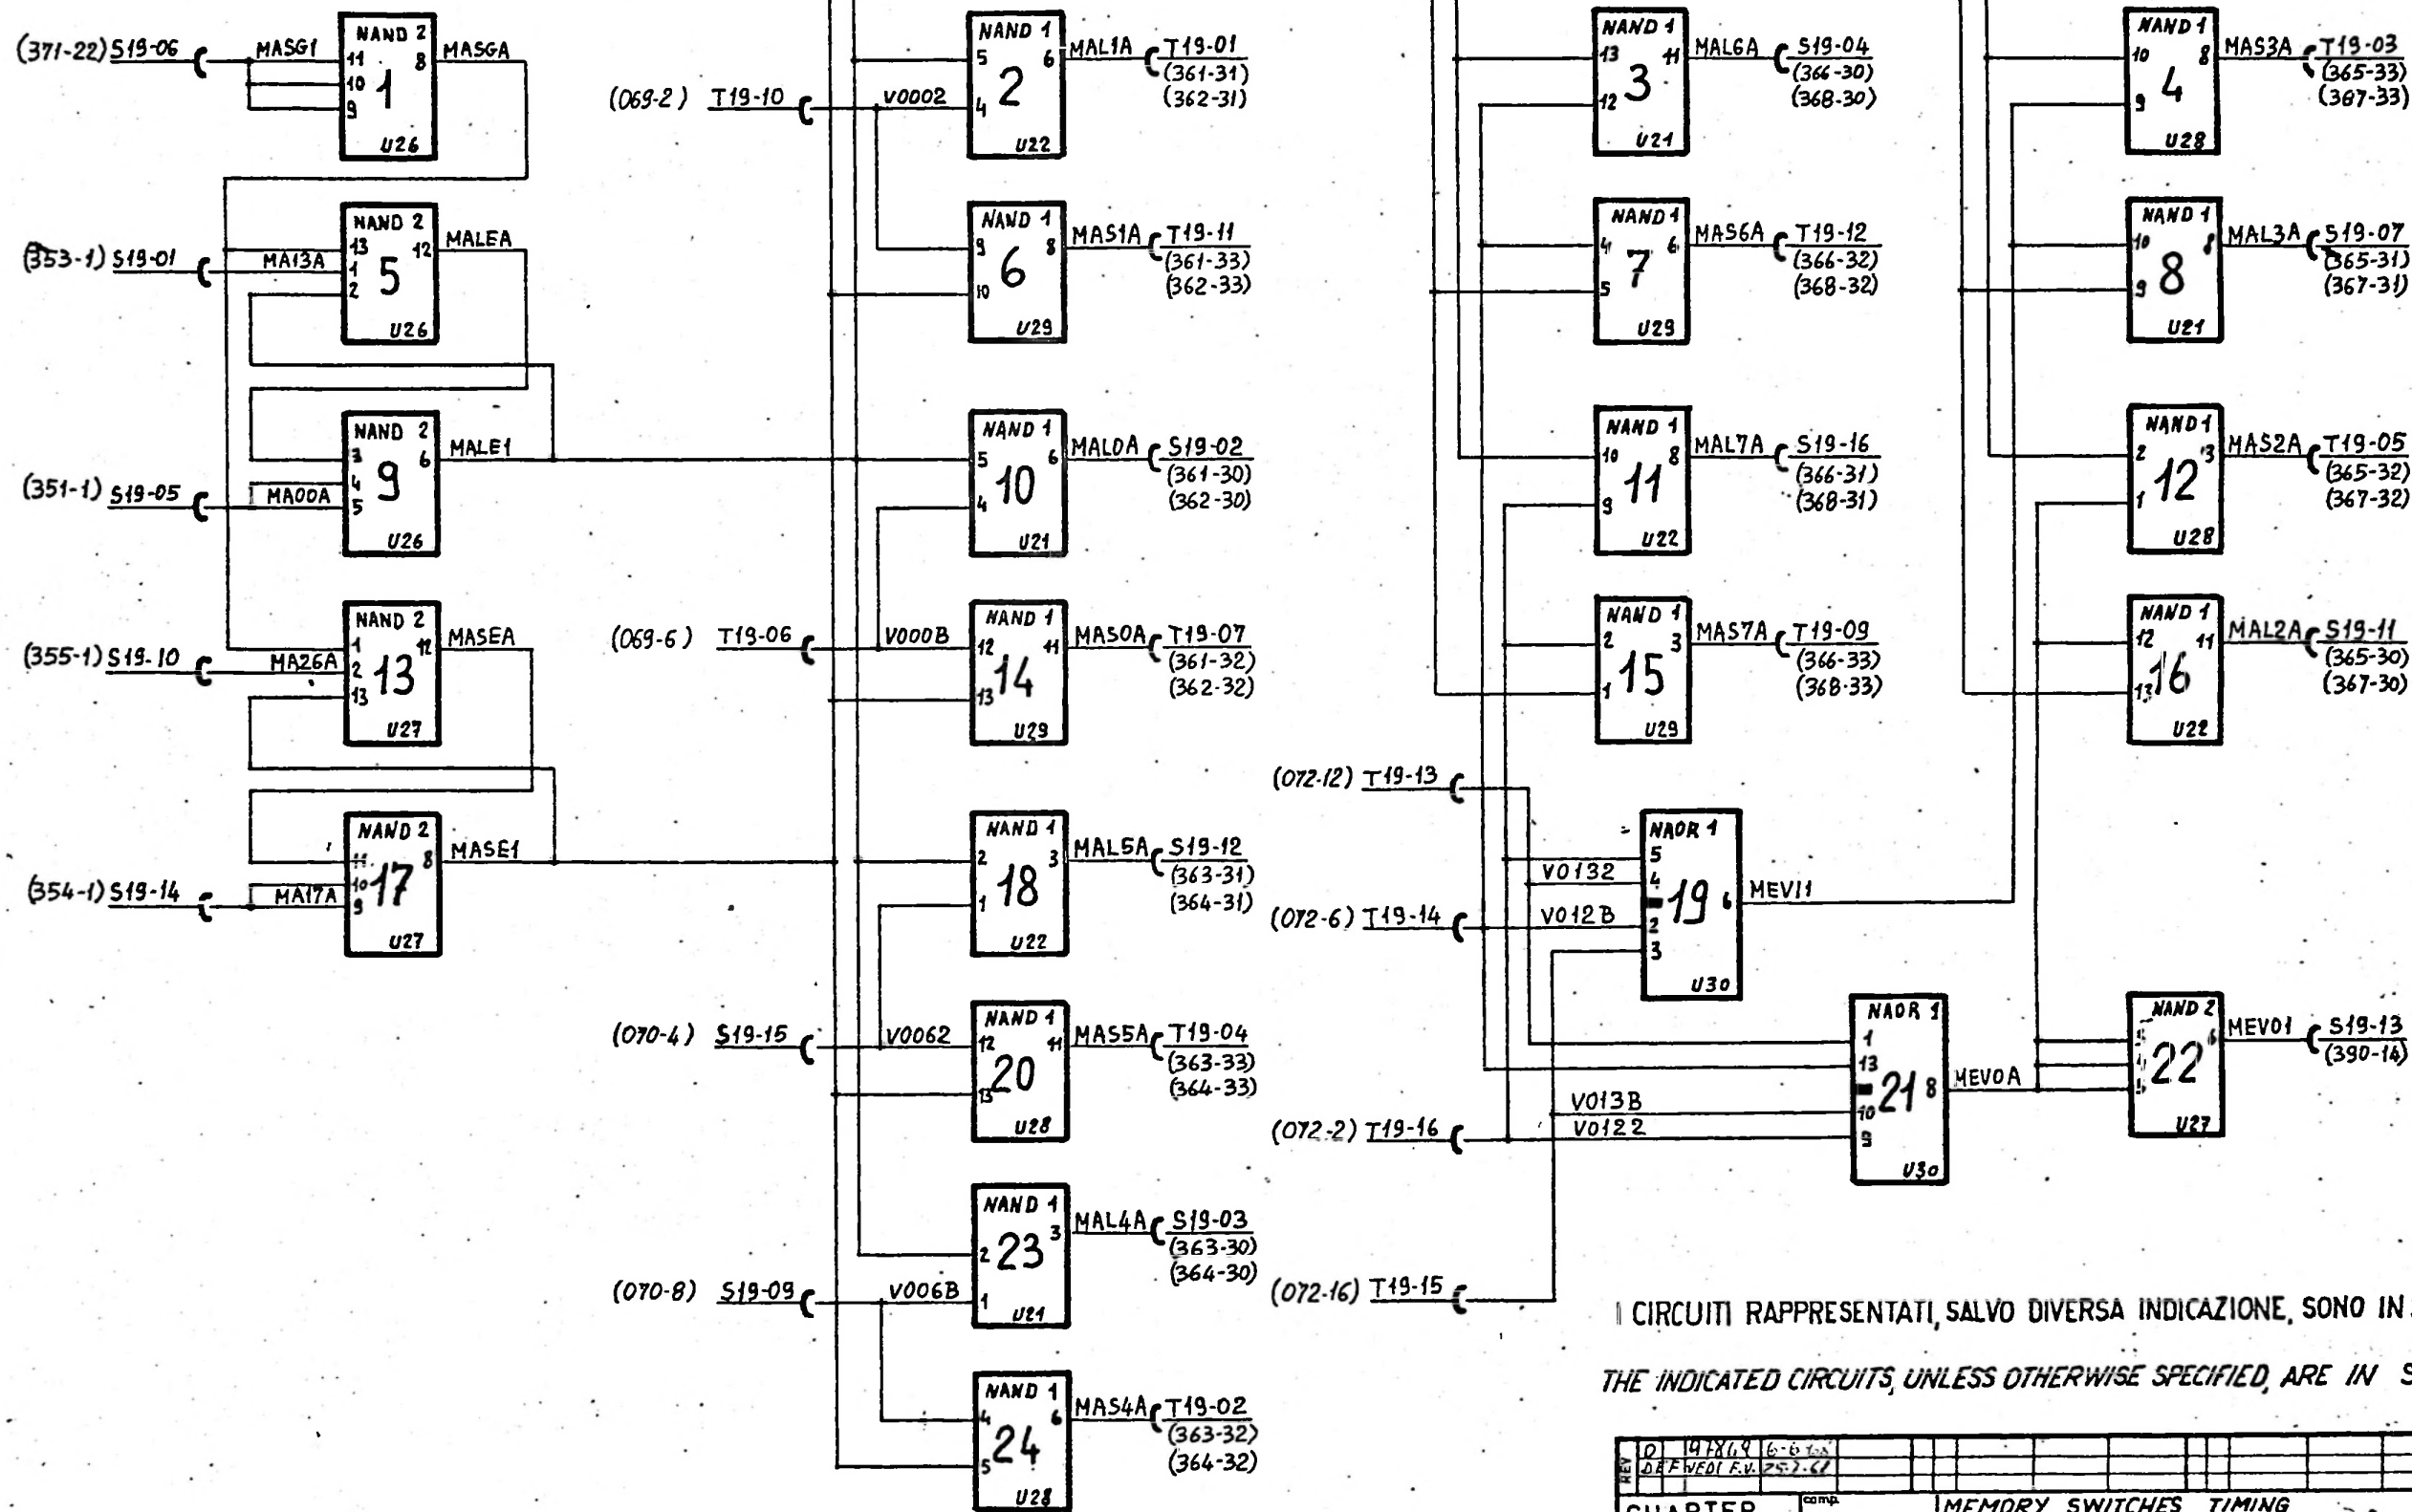 (371-22) S19-06 MASG1
NAND 2
11 8
10
9
1
U26
MASGA
(353-1) S19-01 MA13A
NAND 2
13 12
1
2
5
U26
MALEA
(351-1) S19-05 MA00A
NAND 2
3 6
4
5
9
U26
MALE1
(355-1) S19-10 MA26A
NAND 2
1 12
2
13
13
U27
MASEA
(354-1) S19-14 MA17A
NAND 2
11 8
10
9
17
U27
MASE1
(069-2) T19-10 V0002
NAND 1
5 6
4
2
U22
MAL1A T19-01
(361-31)
(362-31)
NAND 1
9 8
10
6
U29
MAS1A T19-11
(361-33)
(362-33)
NAND 1
5 6
4
10
U21
MAL0A S19-02
(361-30)
(362-30)
(069-6) T19-06 V000B
NAND 1
12 11
13
14
U29
MAS0A T19-07
(361-32)
(362-32)
NAND 1
2 3
1
18
U22
MAL5A S19-12
(363-31)
(364-31)
(070-4) S19-15 V0062
NAND 1
12 11
13
20
U28
MAS5A T19-04
(363-33)
(364-33)
NAND 1
3
2
1
23
U21
MAL4A S19-03
(363-30)
(364-30)
(070-8) S19-09 V006B
NAND 1
4 6
5
24
U28
MAS4A T19-02
(363-32)
(364-32)
NAND 1
13 11
12
3
U21
MAL6A S19-04
(366-30)
(368-30)
NAND 1
4 6
5
7
U29
MAS6A T19-12
(366-32)
(368-32)
NAND 1
10 8
9
11
U22
MAL7A S19-16
(366-31)
(368-31)
NAND 1
2 3
1
15
U29
MAS7A T19-09
(366-33)
(368-33)
(072-12) T19-13
(072-6) T19-14
V0132
V012B
NAOR 1
5
4
2
3
6
19
U30
MEVI1
(072-2) T19-16
V013B
V0122
NAOR 1
1
13
10
9
8
21
U30
MEV0A
(072-16) T19-15
NAND 1
10 8
9
4
U28
MAS3A T19-03
(365-33)
(367-33)
NAND 1
10 8
9
8
U21
MAL3A S19-07
(365-31)
(367-31)
NAND 1
2 3
1
12
U28
MAS2A T19-05
(365-32)
(367-32)
NAND 1
12 11
13
16
U22
MAL2A S19-11
(365-30)
(367-30)
NAND 2
6
22
U27
MEV01 S19-13
(390-14)
I CIRCUITI RAPPRESENTATI, SALVO DIVERSA INDICAZIONE, SONO IN
THE INDICATED CIRCUITS, UNLESS OTHERWISE SPECIFIED, ARE IN S
REV
DEF VEDI F.V.
CHAPTER
comp.
MEMORY SWITCHES TIMING